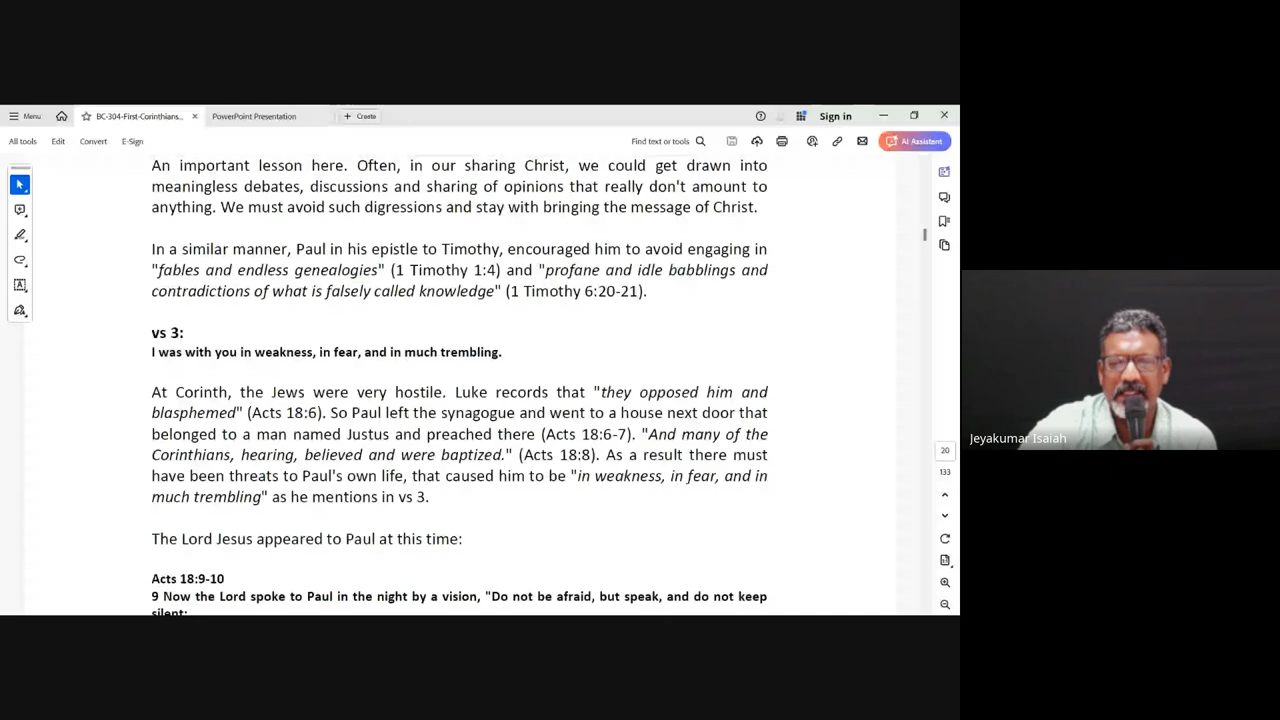 Menu
BC-304-First-Corinthians...
PowerPoint Presentation
Create
Sign in
All tools
Edit
Convert
E-Sign
Find text or tools
AI Assistant
An important lesson here. Often, in our sharing Christ, we could get drawn into
meaningless debates, discussions and sharing of opinions that really don't amount to
anything. We must avoid such digressions and stay with bringing the message of Christ.
In a similar manner, Paul in his epistle to Timothy, encouraged him to avoid engaging in
"fables and endless genealogies" (1 Timothy 1:4) and "profane and idle babblings and
contradictions of what is falsely called knowledge" (1 Timothy 6:20-21).
vs 3:
I was with you in weakness, in fear, and in much trembling.
At Corinth, the Jews were very hostile. Luke records that "they opposed him and
blasphemed" (Acts 18:6). So Paul left the synagogue and went to a house next door that
belonged to a man named Justus and preached there (Acts 18:6-7). "And many of the
Corinthians, hearing, believed and were baptized." (Acts 18:8). As a result there must
have been threats to Paul's own life, that caused him to be "in weakness, in fear, and in
much trembling" as he mentions in vs 3.
The Lord Jesus appeared to Paul at this time:
Acts 18:9-10
9 Now the Lord spoke to Paul in the night by a vision, "Do not be afraid, but speak, and do not keep
silent;
20
133
Jeyakumar Isaiah